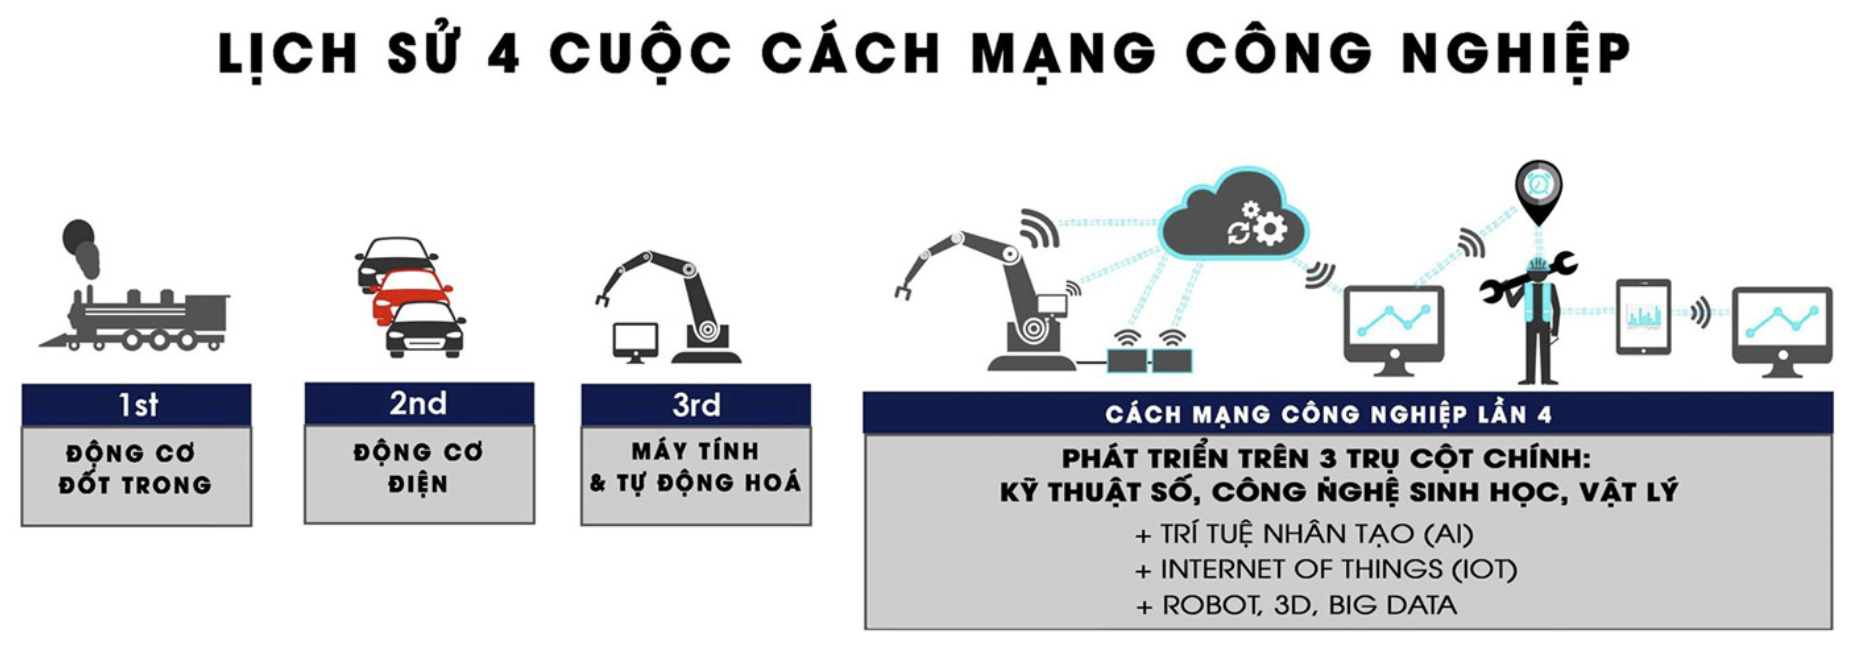 LỊCH SỬ 4 CUỘC CÁCH MẠNG CÔNG NGHIỆP
1st
ĐỘNG CƠ
ĐỐT TRONG
2nd
ĐỘNG CƠ
ĐIỆN
3rd
MÁY TÍNH
& TỰ ĐỘNG HOÁ
CÁCH MẠNG CÔNG NGHIỆP LẦN 4
PHÁT TRIỂN TRÊN 3 TRỤ CỘT CHÍNH:
KỸ THUẬT SỐ, CÔNG NGHỆ SINH HỌC, VẬT LÝ
+ TRÍ TUỆ NHÂN TẠO (AI)
+ INTERNET OF THINGS (IOT)
+ ROBOT, 3D, BIG DATA